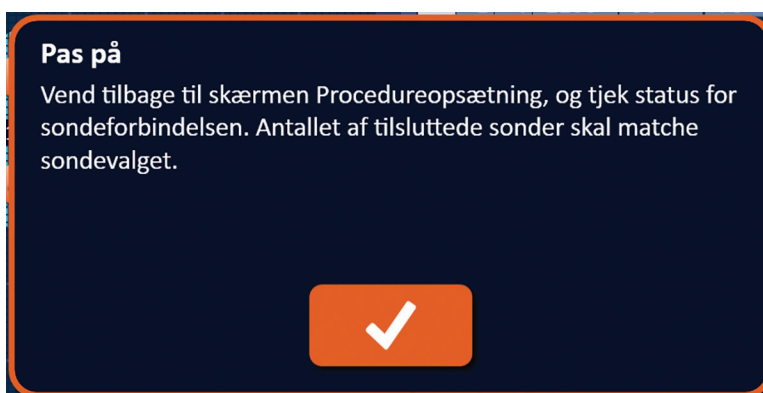 Pas på
Vend tilbage til skærmen Procedureopsætning, og tjek status for
sondeforbindelsen. Antallet af tilsluttede sonder skal matche
sondevalget.